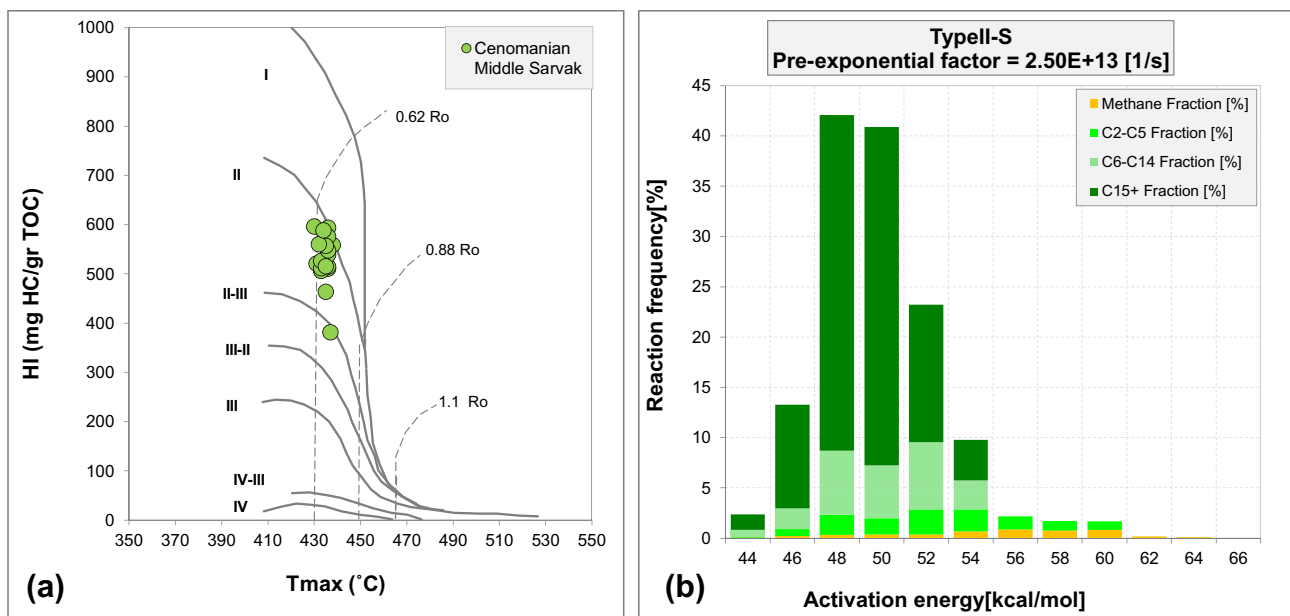 HI (mg HC/gr TOC)
1000
900
800
700
600
500
400
300
200
100
0
350
370
390
410
430
450
470
490
510
530
550
Tmax (˚C)
Cenomanian
Middle Sarvak
I
II
II-III
III-II
III
IV-III
IV
0.62 Ro
0.88 Ro
1.1 Ro
(a)
TypeII-S
Pre-exponential factor = 2.50E+13 [1/s]
Methane Fraction [%]
C2-C5 Fraction [%]
C6-C14 Fraction [%]
C15+ Fraction [%]
Reaction frequency[%]
45
40
35
30
25
20
15
10
5
0
44
46
48
50
52
54
56
58
60
62
64
66
Activation energy[kcal/mol]
(b)